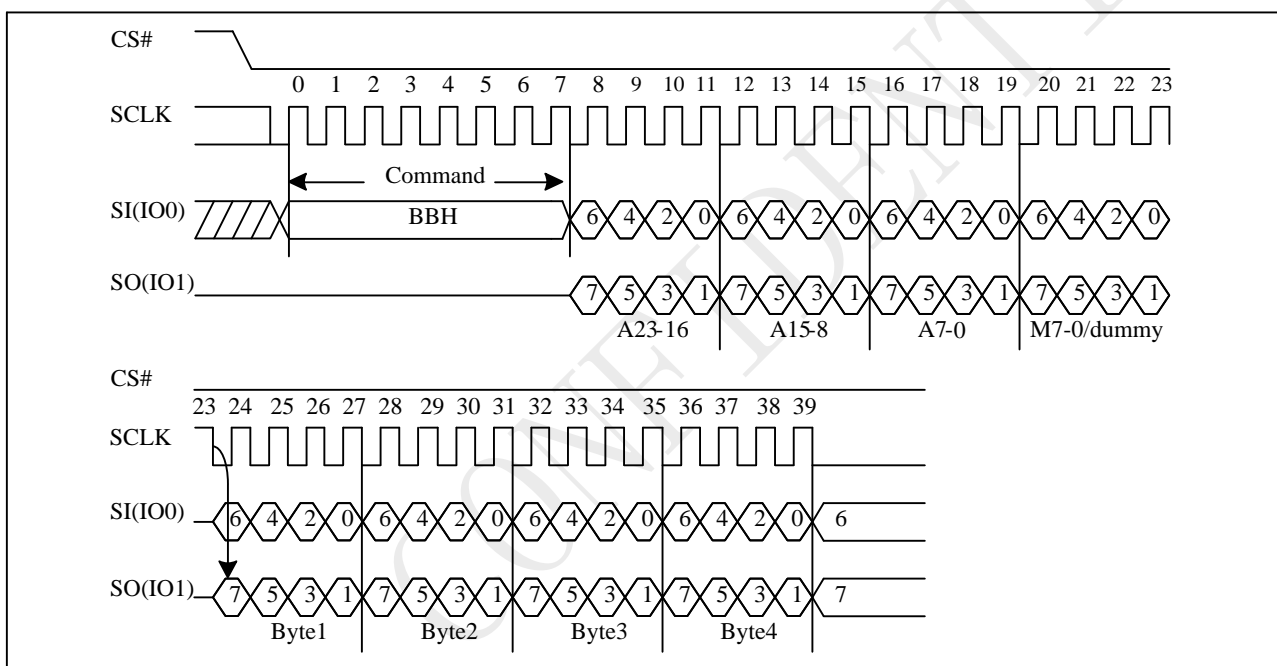 CS#
0 1 2 3 4 5 6 7 8 9 10 11 12 13 14 15 16 17 18 19 20 21 22 23
SCLK
Command
SI(IO0) BBH 6 4 2 0 6 4 2 0 6 4 2 0 6 4 2 0
SO(IO1) 7 5 3 1 7 5 3 1 7 5 3 1 7 5 3 1
A23-16 A15-8 A7-0 M7-0/dummy
CS#
23 24 25 26 27 28 29 30 31 32 33 34 35 36 37 38 39
SCLK
SI(IO0) 6 4 2 0 6 4 2 0 6 4 2 0 6 4 2 0 6
SO(IO1) 7 5 3 1 7 5 3 1 7 5 3 1 7 5 3 1 7
Byte1 Byte2 Byte3 Byte4
CONFIDENT